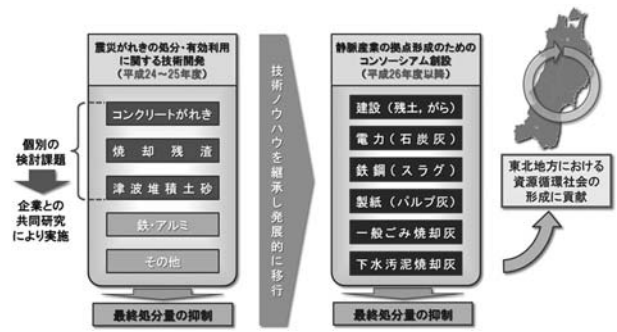 震災がれきの処分・有効利用
に関する技術開発
（平成24～25年度）
コンクリートがれき
焼却残渣
津波堆積土砂
鉄・アルミ
その他
最終処分量の抑制
個別の
検討課題
企業との
共同研究
により実施
技術ノウハウを継承し発展的に移行
静脈産業の拠点形成のための
コンソーシアム創設
（平成26年度以降）
建設（残土，がら）
電力（石炭灰）
鉄鋼（スラグ）
製紙（パルプ灰）
一般ごみ焼却灰
下水汚泥焼却灰
最終処分量の抑制
東北地方における
資源循環社会の
形成に貢献